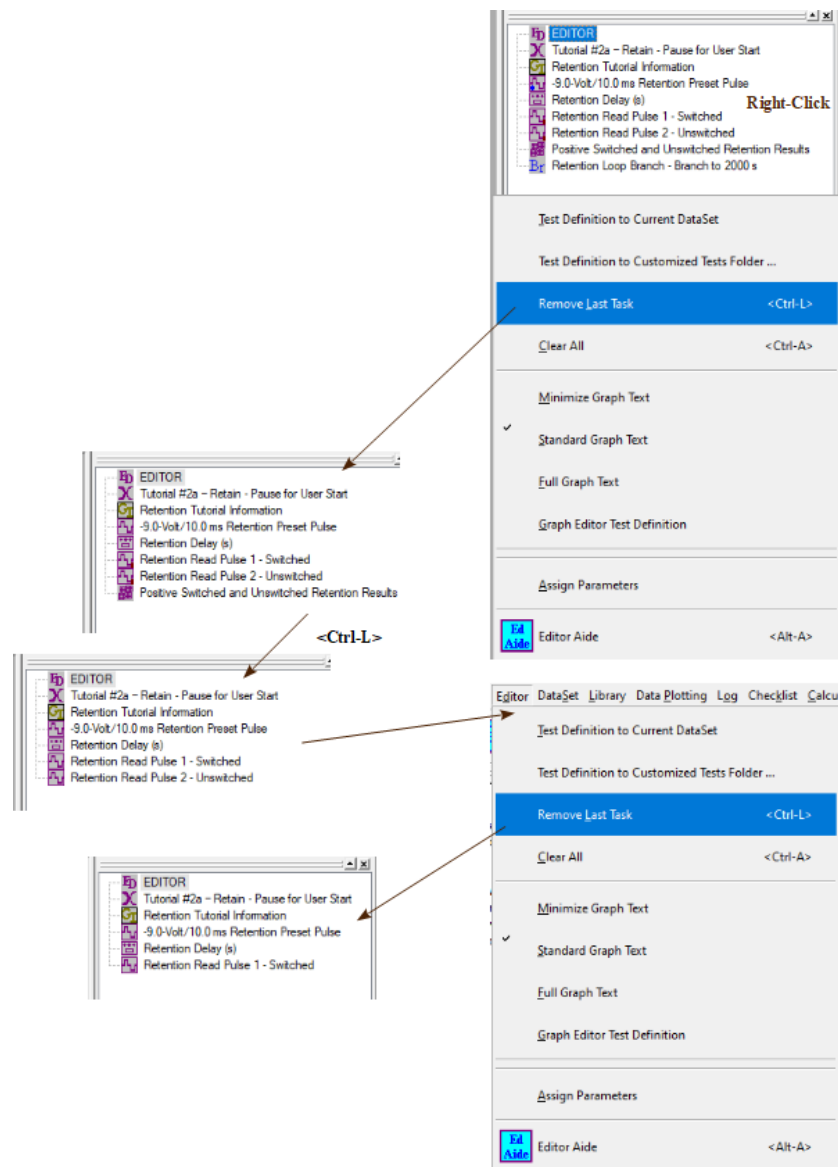 EDITOR
Tutorial #2a – Retain - Pause for User Start
Retention Tutorial Information
-9.0-Volt/10.0 ms Retention Preset Pulse
Retention Delay (s)
Right-Click
Retention Read Pulse 1 - Switched
Retention Read Pulse 2 - Unswitched
Positive Switched and Unswitched Retention Results
Br Retention Loop Branch - Branch to 2000 s
Test Definition to Current DataSet
Test Definition to Customized Tests Folder ...
Remove Last Task <Ctrl-L>
Clear All <Ctrl-A>
Minimize Graph Text
Standard Graph Text
Full Graph Text
Graph Editor Test Definition
Assign Parameters
Ed Aide Editor Aide <Alt-A>
EDITOR
Tutorial #2a – Retain - Pause for User Start
Retention Tutorial Information
-9.0-Volt/10.0 ms Retention Preset Pulse
Retention Delay (s)
Retention Read Pulse 1 - Switched
Retention Read Pulse 2 - Unswitched
Positive Switched and Unswitched Retention Results
<Ctrl-L>
EDITOR
Tutorial #2a – Retain - Pause for User Start
Retention Tutorial Information
-9.0-Volt/10.0 ms Retention Preset Pulse
Retention Delay (s)
Retention Read Pulse 1 - Switched
Retention Read Pulse 2 - Unswitched
Editor DataSet Library Data Plotting Log Checklist Calcu
Test Definition to Current DataSet
Test Definition to Customized Tests Folder ...
Remove Last Task <Ctrl-L>
Clear All <Ctrl-A>
Minimize Graph Text
Standard Graph Text
Full Graph Text
Graph Editor Test Definition
Assign Parameters
Ed Aide Editor Aide <Alt-A>
EDITOR
Tutorial #2a – Retain - Pause for User Start
Retention Tutorial Information
-9.0-Volt/10.0 ms Retention Preset Pulse
Retention Delay (s)
Retention Read Pulse 1 - Switched